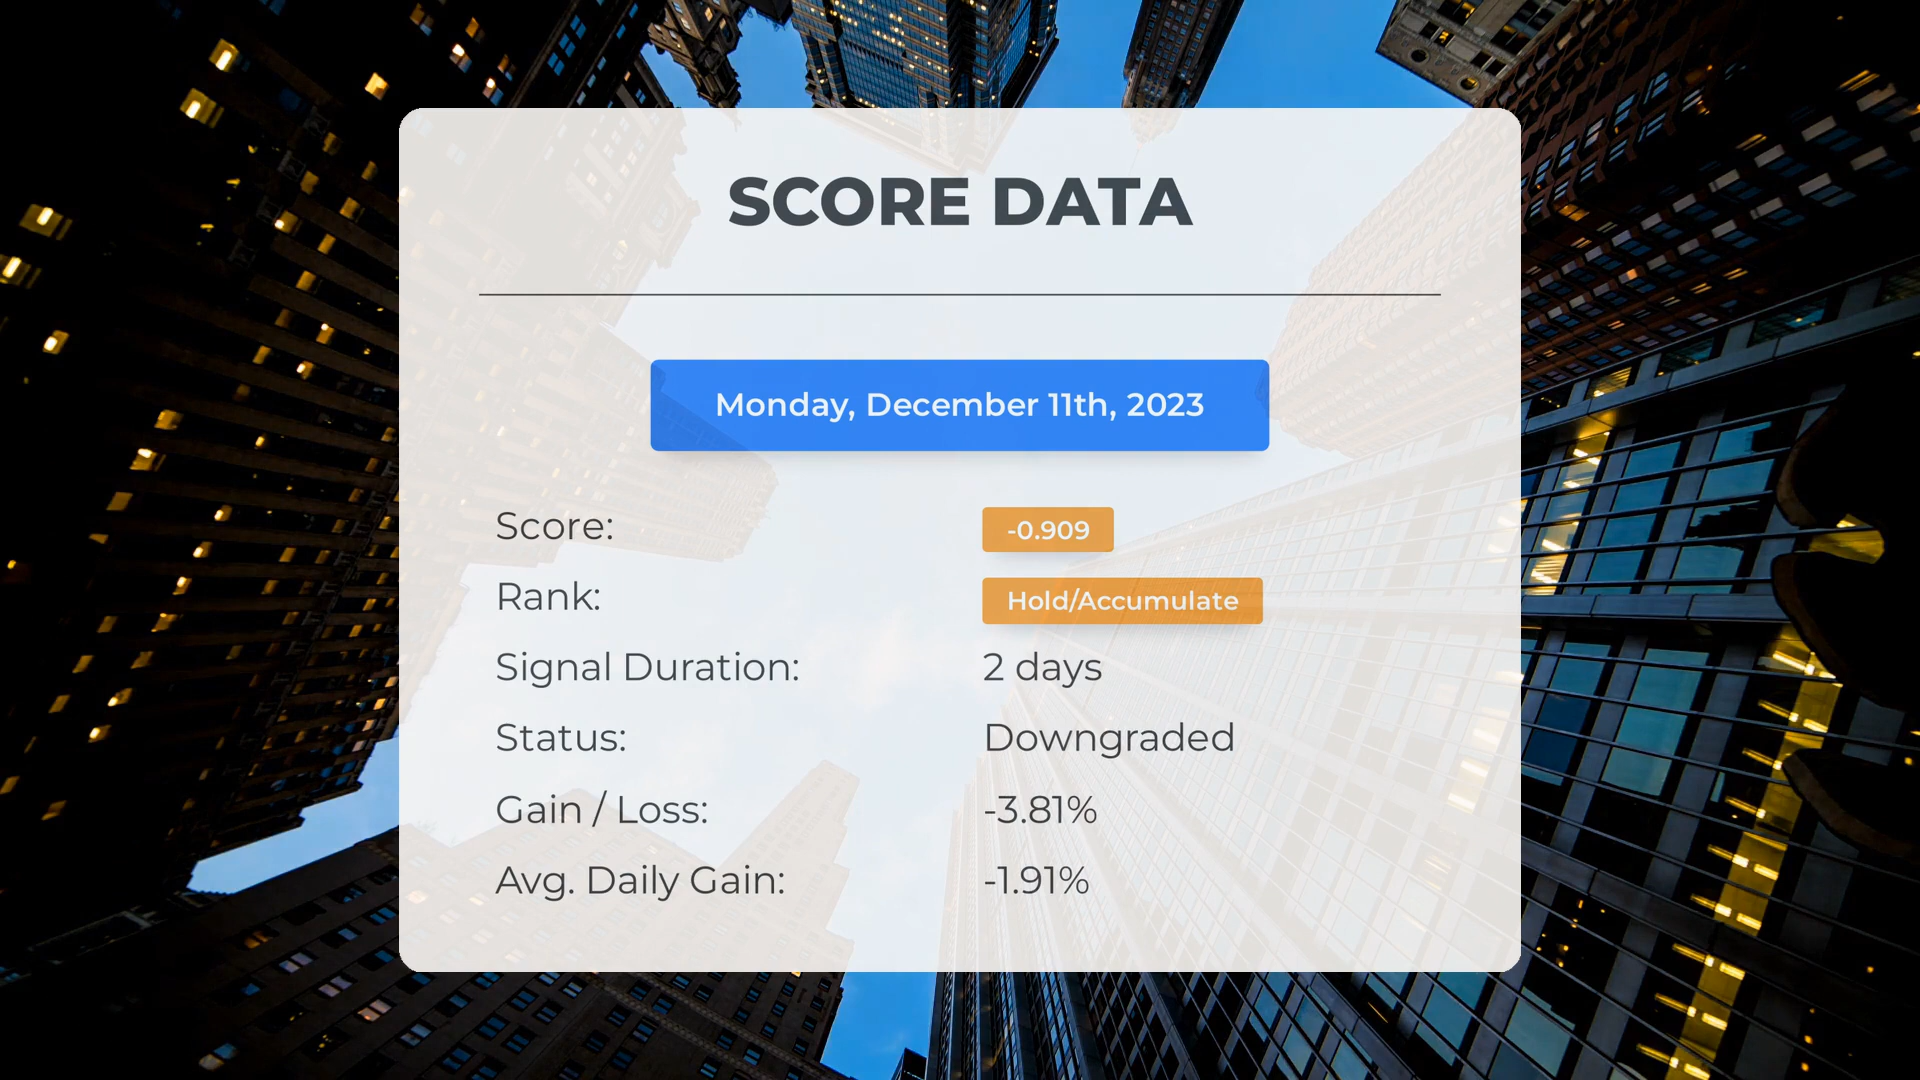 SCORE DATA
Monday, December 11th, 2023
Score: -0.909
Rank: Hold/Accumulate
Signal Duration: 2 days
Status: Downgraded
Gain / Loss: -3.81%
Avg. Daily Gain: -1.91%